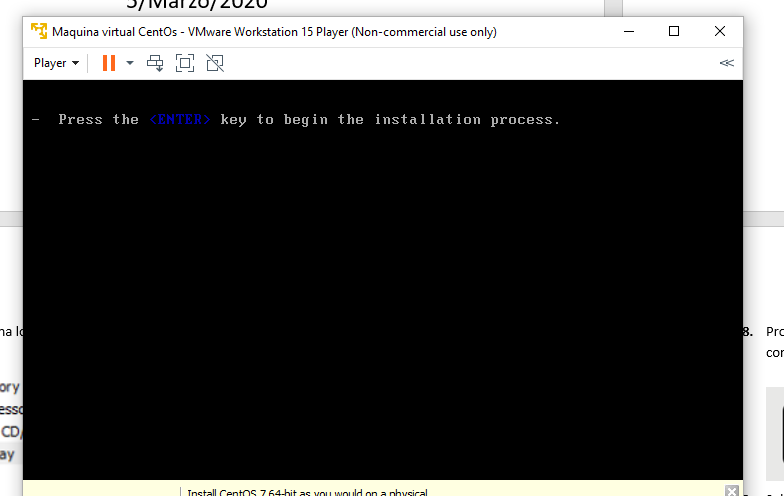 5/Marzo/2020
Maquina virtual CentOs - VMware Workstation 15 Player (Non-commercial use only)
Player
- Press the <ENTER> key to begin the installation process.
8.
Install CentOS 7 64-bit as you would on a physical